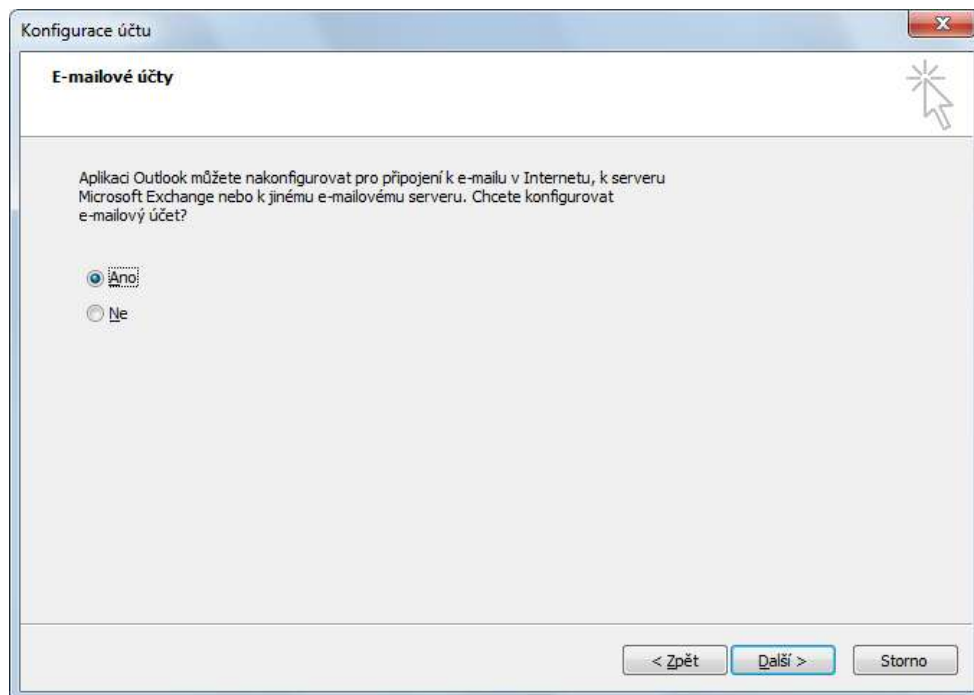 Konfigurace účtu
E-mailové účty
Aplikaci Outlook můžete nakonfigurovat pro připojení k e-mailu v Internetu, k serveru
Microsoft Exchange nebo k jinému e-mailovému serveru. Chcete konfigurovat
e-mailový účet?
Ano
Ne
< Zpět
Další >
Storno